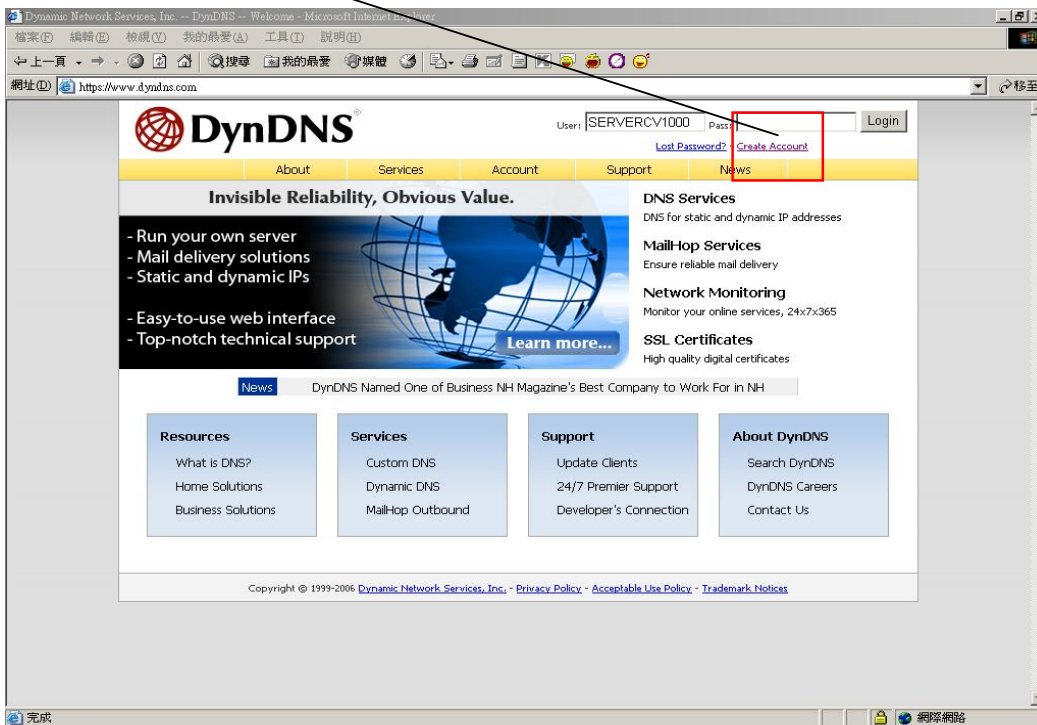 Dynamic Network Services, Inc. -- DynDNS -- Welcome - Microsoft Internet Explorer
檔案(F) 編輯(E) 檢視(V) 我的最愛(A) 工具(T) 說明(H)
上一頁 搜尋 我的最愛 媒體
網址(D) https://www.dyndns.com 移至
DynDNS
User: SERVERCV1000 Pass: Login
Lost Password? - Create Account
About Services Account Support News
Invisible Reliability, Obvious Value.
- Run your own server
- Mail delivery solutions
- Static and dynamic IPs
- Easy-to-use web interface
- Top-notch technical support
Learn more...
DNS Services
DNS for static and dynamic IP addresses
MailHop Services
Ensure reliable mail delivery
Network Monitoring
Monitor your online services, 24x7x365
SSL Certificates
High quality digital certificates
News DynDNS Named One of Business NH Magazine's Best Company to Work For in NH
Resources
What is DNS?
Home Solutions
Business Solutions
Services
Custom DNS
Dynamic DNS
MailHop Outbound
Support
Update Clients
24/7 Premier Support
Developer's Connection
About DynDNS
Search DynDNS
DynDNS Careers
Contact Us
Copyright © 1999-2006 Dynamic Network Services, Inc. - Privacy Policy - Acceptable Use Policy - Trademark Notices
完成 網際網路